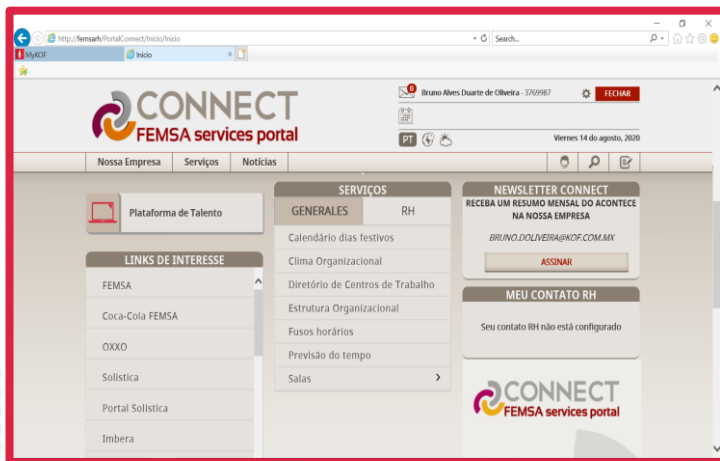 http://femsarh/PortalConnect/Inicio/Inicio
Search...
MyKOF
Inicio
CONNECT
FEMSA services portal
0
Bruno Alves Duarte de Oliveira - 3769987
FECHAR
PT
Viernes 14 do agosto, 2020
Nossa Empresa
Serviços
Notícias
Plataforma de Talento
LINKS DE INTERESSE
FEMSA
Coca-Cola FEMSA
OXXO
Solistica
Portal Solistica
Imbera
SERVIÇOS
GENERALES
RH
Calendário dias festivos
Clima Organizacional
Diretório de Centros de Trabalho
Estrutura Organizacional
Fusos horários
Previsão do tempo
Salas
NEWSLETTER CONNECT
RECEBA UM RESUMO MENSAL DO ACONTECE
NA NOSSA EMPRESA
BRUNO.DOLIVEIRA@KOF.COM.MX
ASSINAR
MEU CONTATO RH
Seu contato RH não está configurado
CONNECT
FEMSA services portal